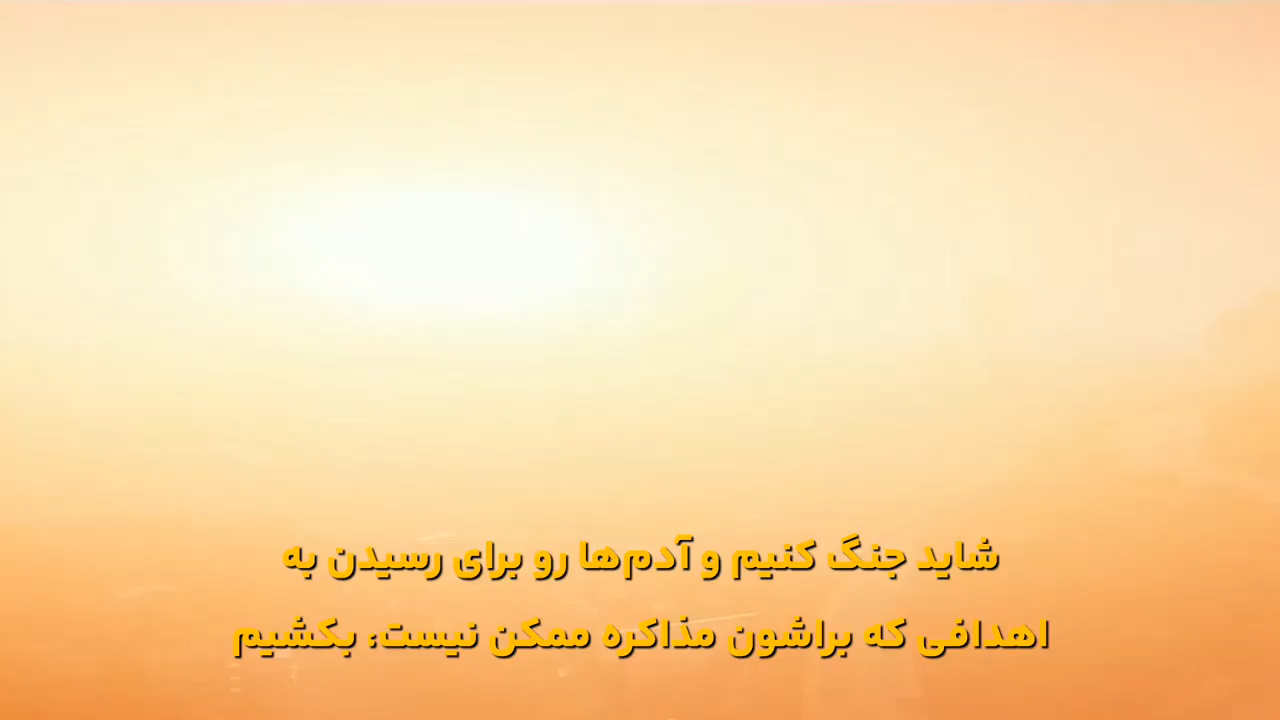 شاید جنگ کنیم و آدم‌ها رو برای رسیدن به
اهدافی که براشون مذاکره ممکن نیست، بکشیم